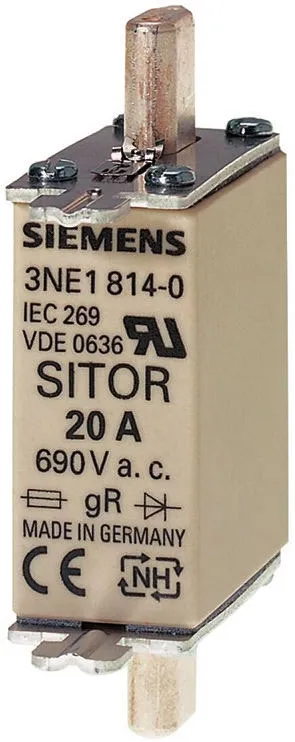 SIEMENS
3NE1 814-0
IEC 269
VDE 0636
SITOR
20 A
690 V a. c.
gR
MADE IN GERMANY
CE NH